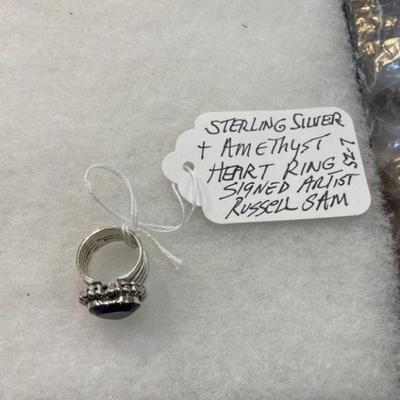 STERLING SILVER
+ AMETHYST
HEART RING SZ-7
SIGNED ARTIST
RUSSELL SAM